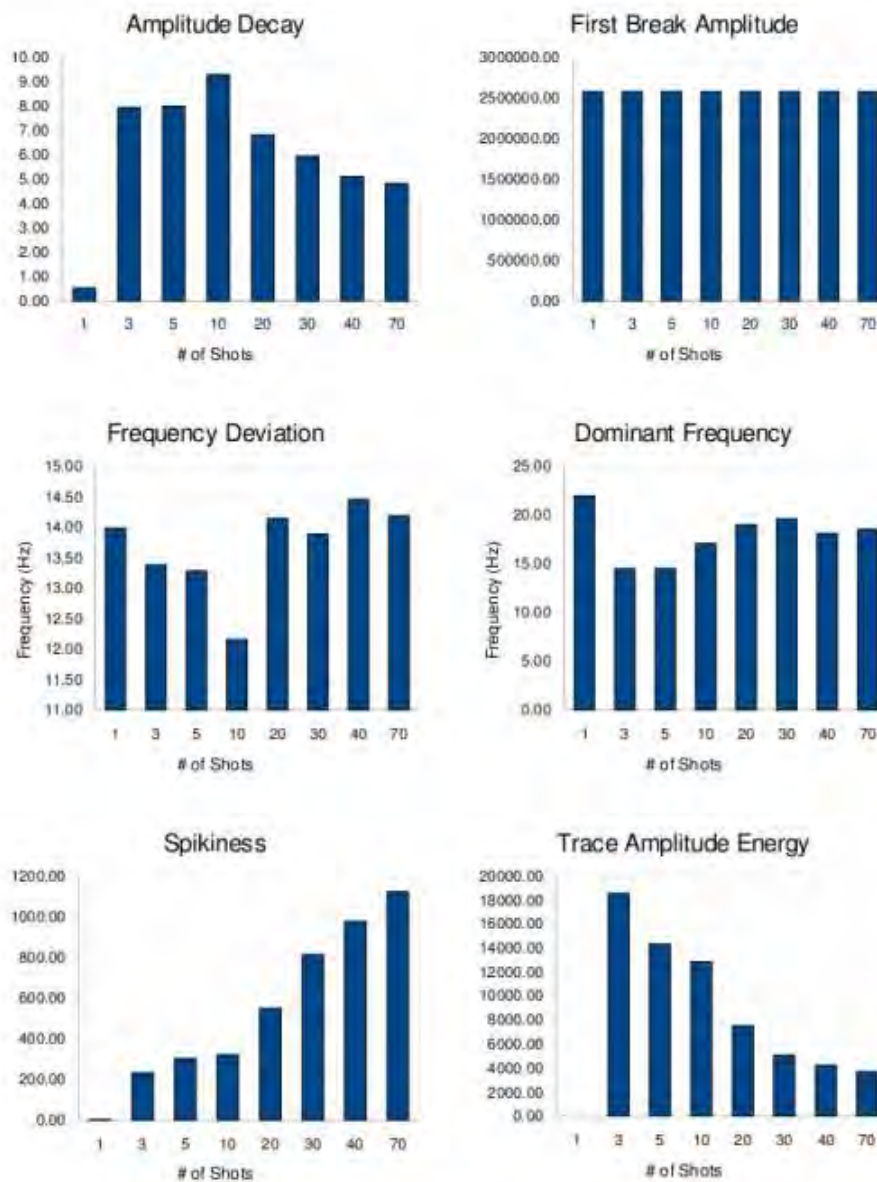 Amplitude Decay
10.00
9.00
8.00
7.00
6.00
5.00
4.00
3.00
2.00
1.00
0.00
1 3 5 10 20 30 40 70
# of Shots
First Break Amplitude
3000000.00
2500000.00
2000000.00
1500000.00
1000000.00
500000.00
0.00
1 3 5 10 20 30 40 70
# of Shots
Frequency Deviation
Frequency (Hz)
15.00
14.50
14.00
13.50
13.00
12.50
12.00
11.50
11.00
1 3 5 10 20 30 40 70
# of Shots
Dominant Frequency
Frequency (Hz)
25.00
20.00
15.00
10.00
5.00
0.00
1 3 5 10 20 30 40 70
# of Shots
Spikiness
1200.00
1000.00
800.00
600.00
400.00
200.00
0.00
1 3 5 10 20 30 40 70
# of Shots
Trace Amplitude Energy
20000.00
18000.00
16000.00
14000.00
12000.00
10000.00
8000.00
6000.00
4000.00
2000.00
0.00
1 3 5 10 20 30 40 70
# of Shots